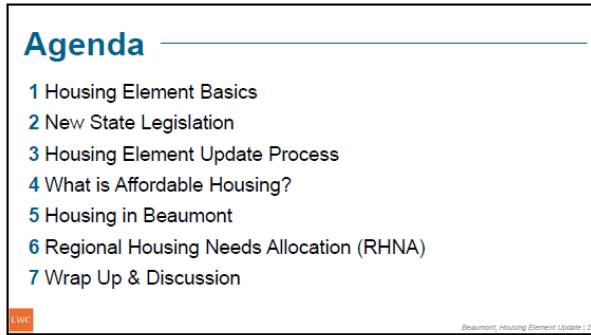 Agenda
1 Housing Element Basics
2 New State Legislation
3 Housing Element Update Process
4 What is Affordable Housing?
5 Housing in Beaumont
6 Regional Housing Needs Allocation (RHNA)
7 Wrap Up & Discussion
LWC
Beaumont, Housing Element Update |